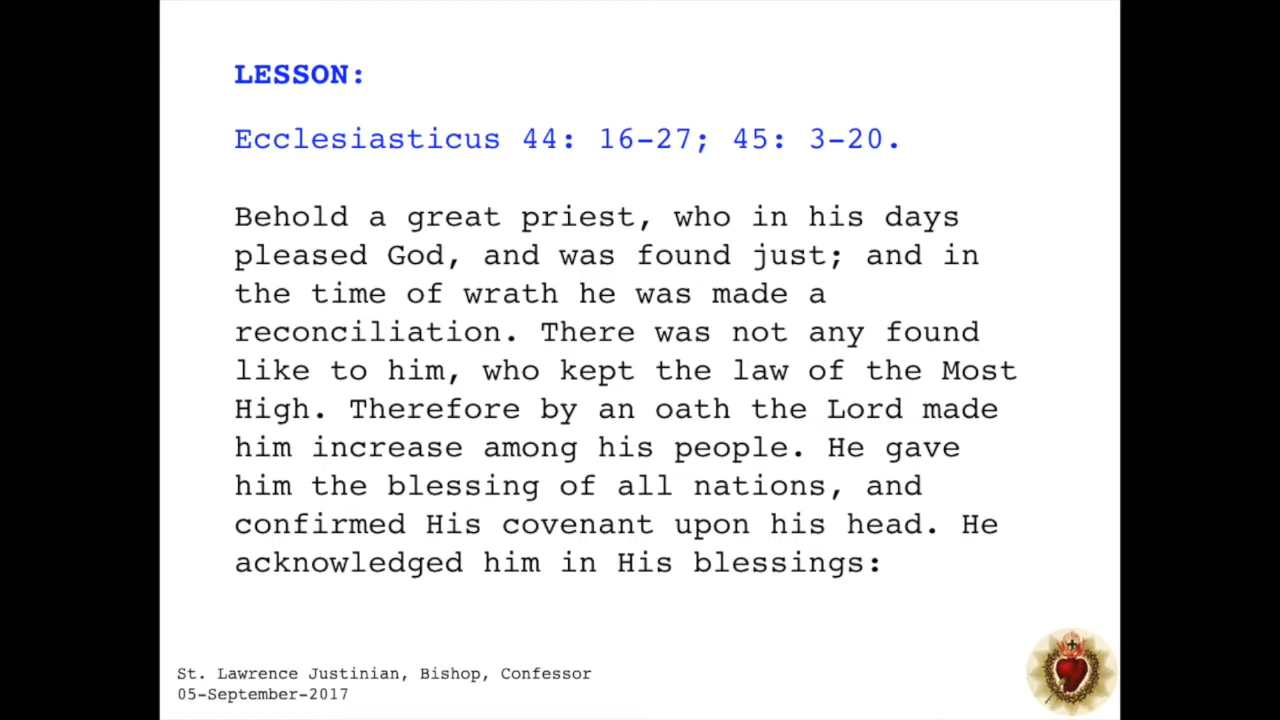 LESSON:
Ecclesiasticus 44: 16-27; 45: 3-20.
Behold a great priest, who in his days
pleased God, and was found just; and in
the time of wrath he was made a
reconciliation. There was not any found
like to him, who kept the law of the Most
High. Therefore by an oath the Lord made
him increase among his people. He gave
him the blessing of all nations, and
confirmed His covenant upon his head. He
acknowledged him in His blessings:
St. Lawrence Justinian, Bishop, Confessor
05-September-2017